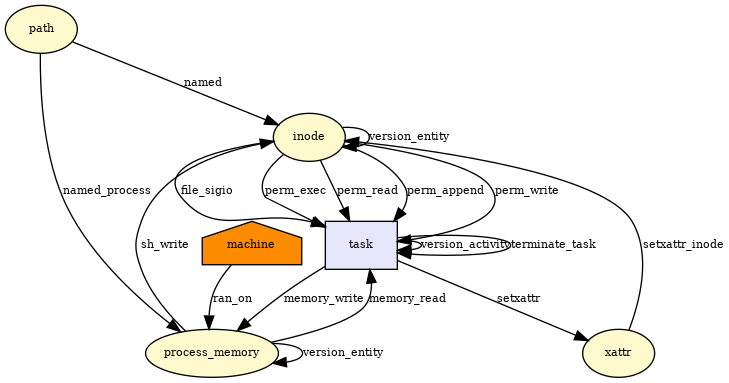 path
named
inode
version_entity
named_process
file_sigio
perm_exec
perm_read
perm_append
perm_write
sh_write
machine
task
version_activity
terminate_task
setxattr_inode
ran_on
memory_write
memory_read
setxattr
process_memory
version_entity
xattr